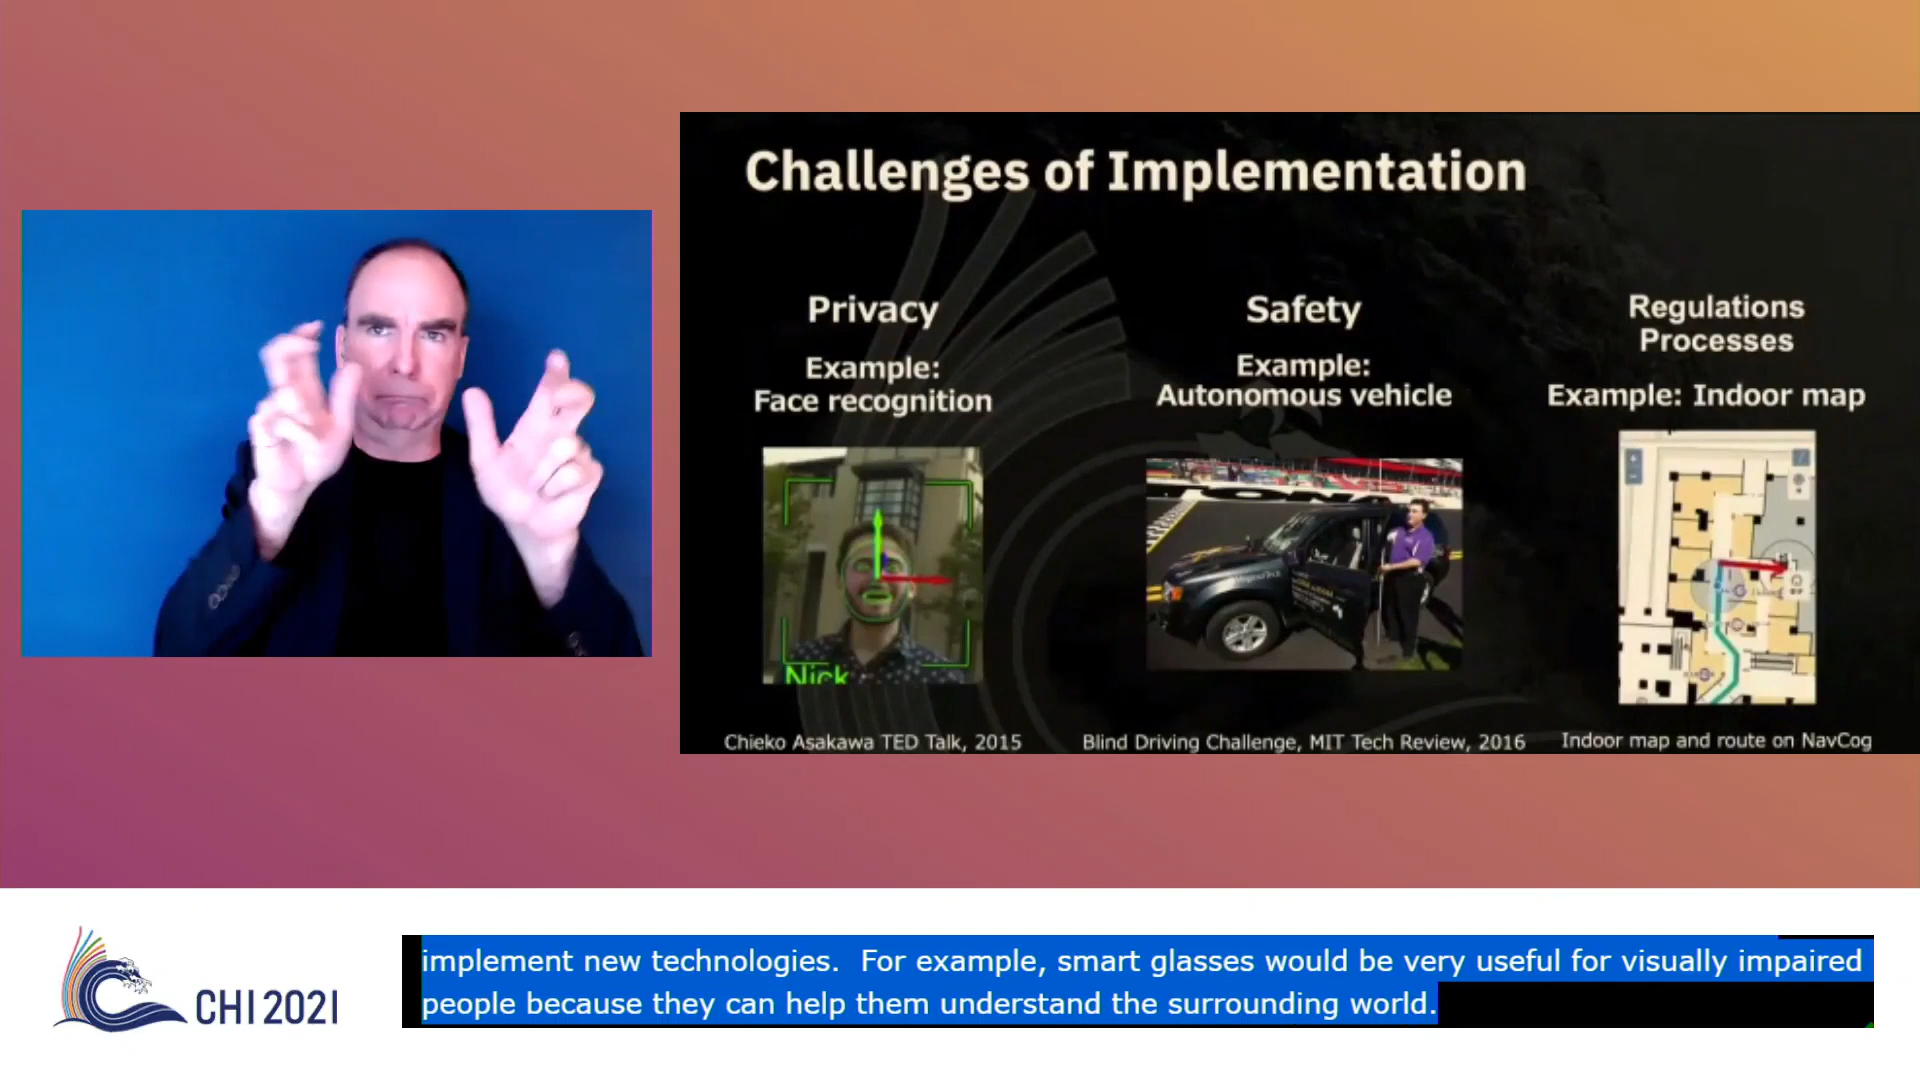 Challenges of Implementation
Privacy
Example:
Face recognition
Nick
Chieko Asakawa TED Talk, 2015
Safety
Example:
Autonomous vehicle
Blind Driving Challenge, MIT Tech Review, 2016
Regulations
Processes
Example: Indoor map
Indoor map and route on NavCog
CHI 2021
implement new technologies. For example, smart glasses would be very useful for visually impaired
people because they can help them understand the surrounding world.